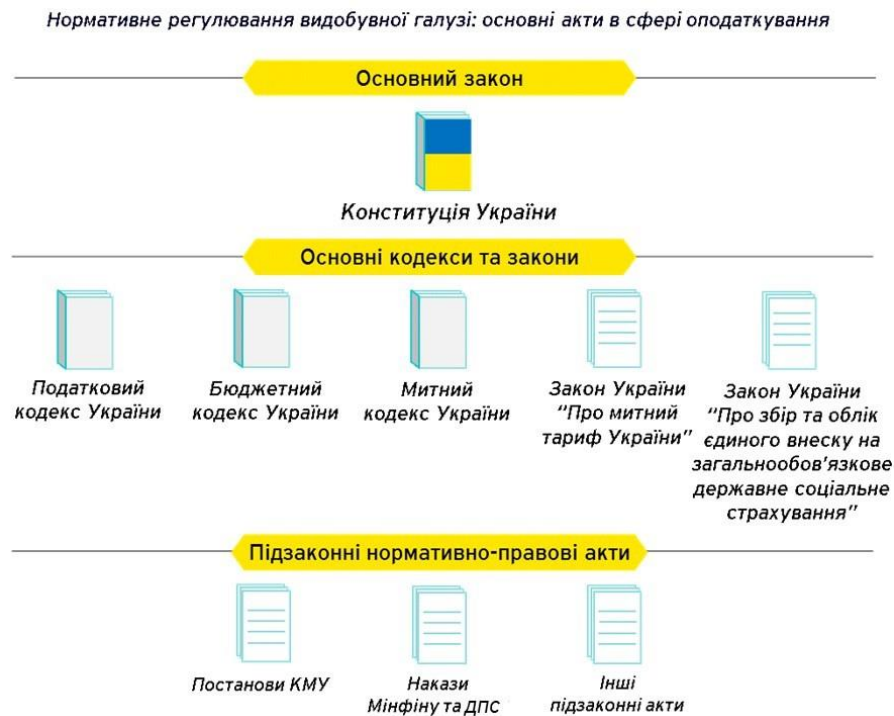 Нормативне регулювання видобувної галузі: основні акти в сфері оподаткування
Основний закон
Конституція України
Основні кодекси та закони
Податковий
кодекс України
Бюджетний
кодекс України
Митний
кодекс України
Закон України
“Про митний
тариф України”
Закон України
“Про збір та облік
єдиного внеску на
загальнообов’язкове
державне соціальне
страхування”
Підзаконні нормативно-правові акти
Постанови КМУ
Накази
Мінфіну та ДПС
Інші
підзаконні акти